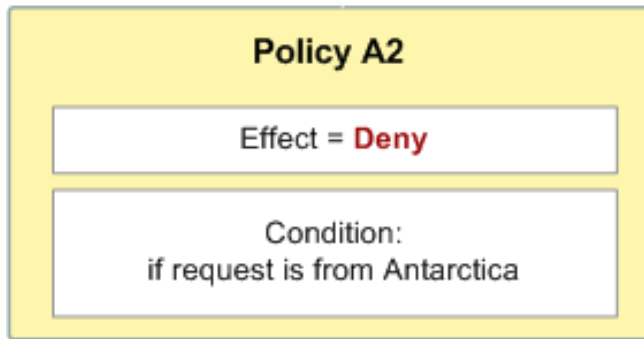 Policy A2
Effect = Deny
Condition:
if request is from Antarctica